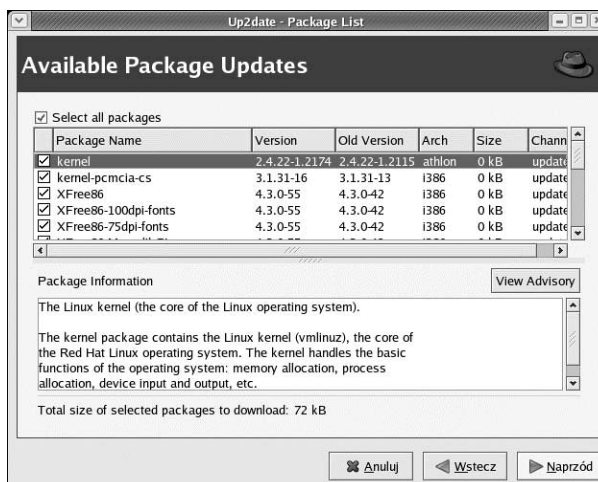 Up2date - Package List
Available Package Updates
Select all packages
Package Name Version Old Version Arch Size Chann
kernel 2.4.22-1.2174 2.4.22-1.2115 athlon 0 kB update
kernel-pcmcia-cs 3.1.31-16 3.1.31-13 i386 0 kB update
XFree86 4.3.0-55 4.3.0-42 i386 0 kB update
XFree86-100dpi-fonts 4.3.0-55 4.3.0-42 i386 0 kB update
XFree86-75dpi-fonts 4.3.0-55 4.3.0-42 i386 0 kB update
Package Information View Advisory
The Linux kernel (the core of the Linux operating system).
The kernel package contains the Linux kernel (vmlinuz), the core of
the Red Hat Linux operating system. The kernel handles the basic
functions of the operating system: memory allocation, process
allocation, device input and output, etc.
Total size of selected packages to download: 72 kB
Anuluj Wstecz Naprzód